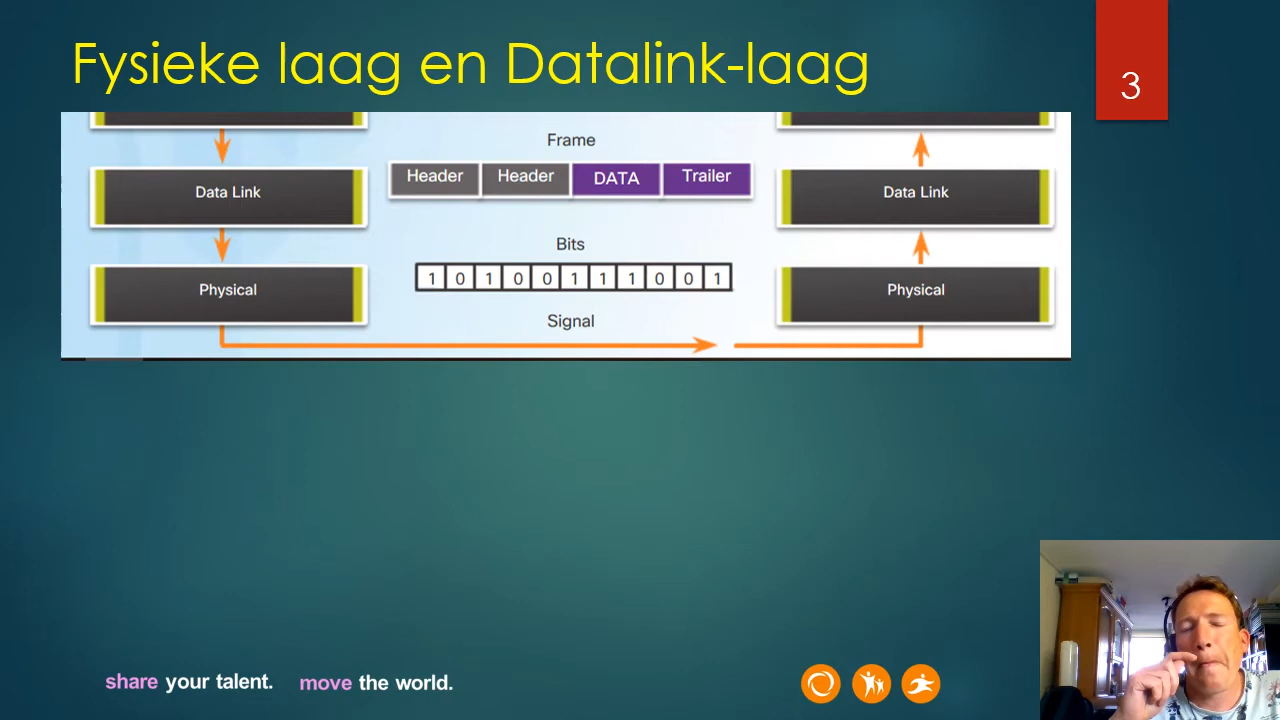 Fysieke laag en Datalink-laag
3
Frame
Header Header DATA Trailer
Data Link
Data Link
Bits
1 0 1 0 0 1 1 1 0 0 1
Physical
Physical
Signal
share your talent. move the world.